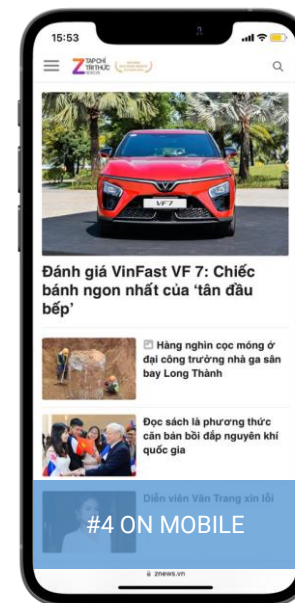 15:53
TẠP CHÍ
TRI THỨC
VF 7
Đánh giá VinFast VF 7: Chiếc
bánh ngon nhất của 'tân đầu
bếp'
Hàng nghìn cọc móng ở
đại công trường nhà ga sân
bay Long Thành
Đọc sách là phương thức
căn bản bồi đắp nguyên khí
quốc gia
Diễn viên Vân Trang xin lỗi
#4 ON MOBILE
znews.vn